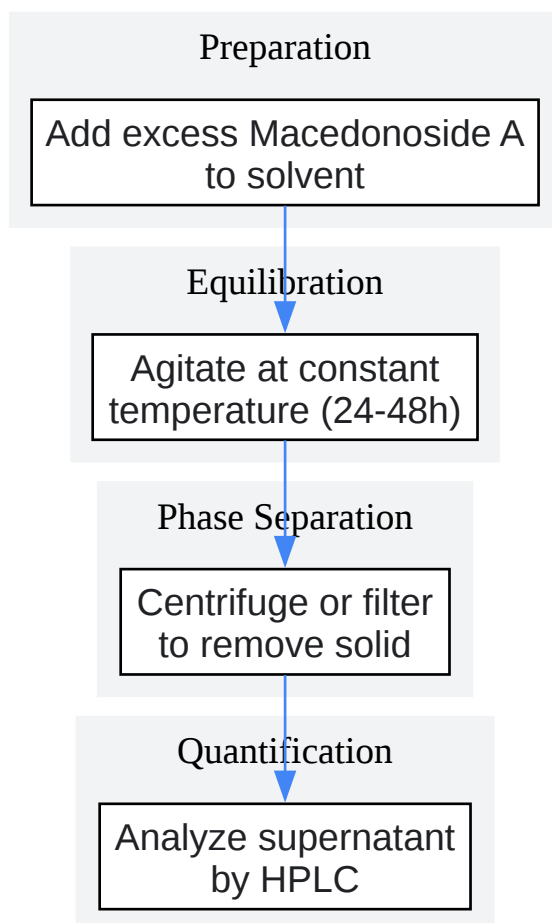 Preparation
Add excess Macedonoside A
to solvent
Equilibration
Agitate at constant
temperature (24-48h)
Phase Separation
Centrifuge or filter
to remove solid
Quantification
Analyze supernatant
by HPLC